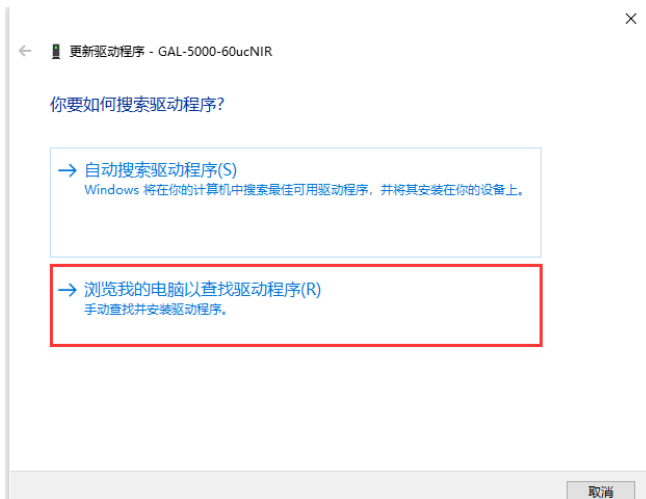 更新驱动程序 - GAL-5000-60ucNIR
你要如何搜索驱动程序?
自动搜索驱动程序(S)
Windows 将在你的计算机中搜索最佳可用驱动程序，并将其安装在你的设备上。
浏览我的电脑以查找驱动程序(R)
手动查找并安装驱动程序。
取消